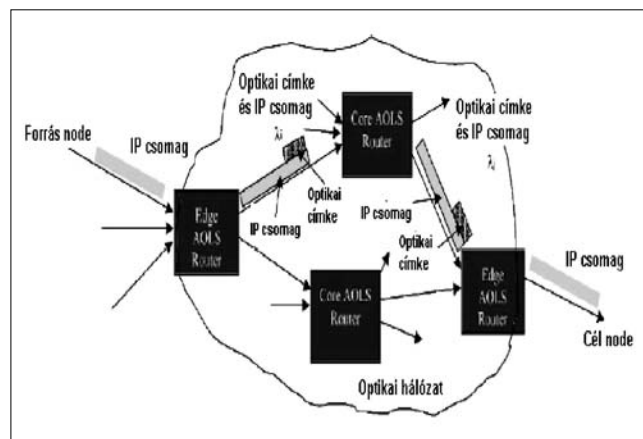 Optikai címke
és IP csomag
λi
Core AOLS
Router
Optikai címke
és IP csomag
λi
Forrás node
IP csomag
Edge
AOLS
Router
IP csomag
Optikai
címke
IP csomag
Optikai
címke
Core AOLS
Router
Edge
AOLS
Router
IP csomag
Cél node
Optikai hálózat